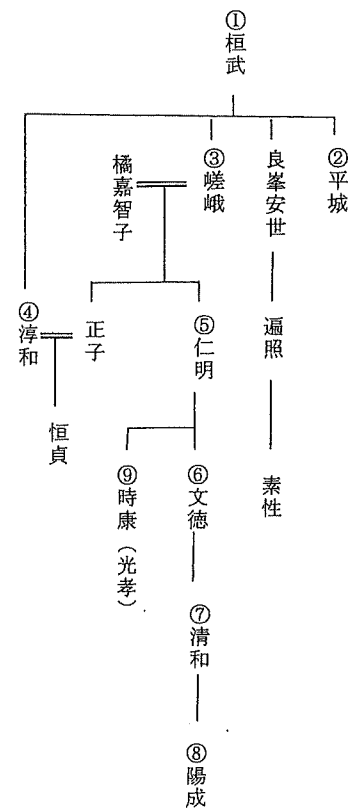 ①桓武
②平城
良峯安世
遍照
素性
③嵯峨
橘嘉智子
⑤仁明
正子
④淳和
恒貞
⑥文徳
⑨時康（光孝）
⑦清和
⑧陽成